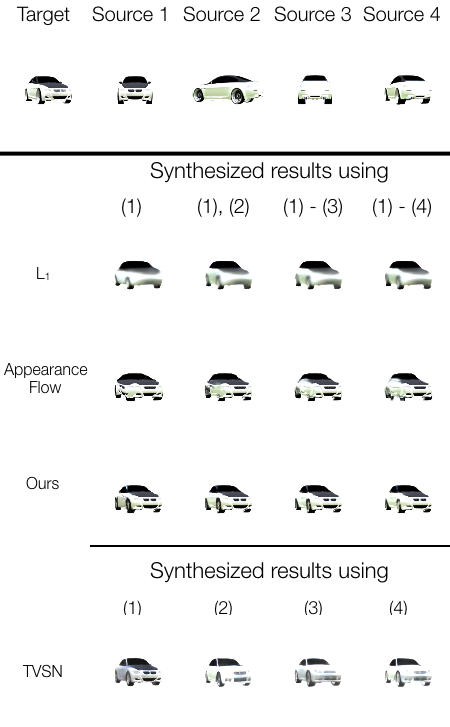 Target Source 1 Source 2 Source 3 Source 4
Synthesized results using
(1) (1), (2) (1) - (3) (1) - (4)
L₁
Appearance
Flow
Ours
Synthesized results using
(1) (2) (3) (4)
TVSN